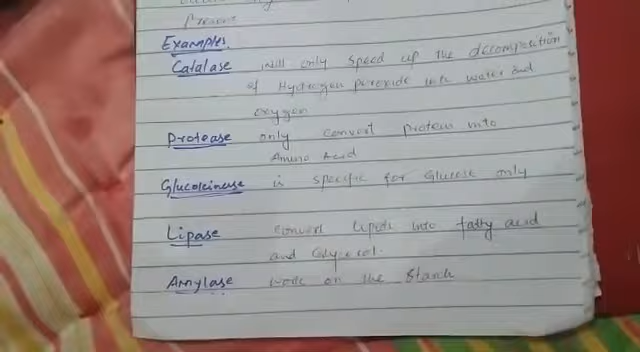 Present
Examples
Catalase will only speed up the decomposition
of Hydrogen peroxide into water and
oxygen
Protease only convert protein into
Amino Acid
Glucokinase is specific for Glucose only
Lipase convert lipids into fatty acid
and Glycerol.
Amylase work on the Starch